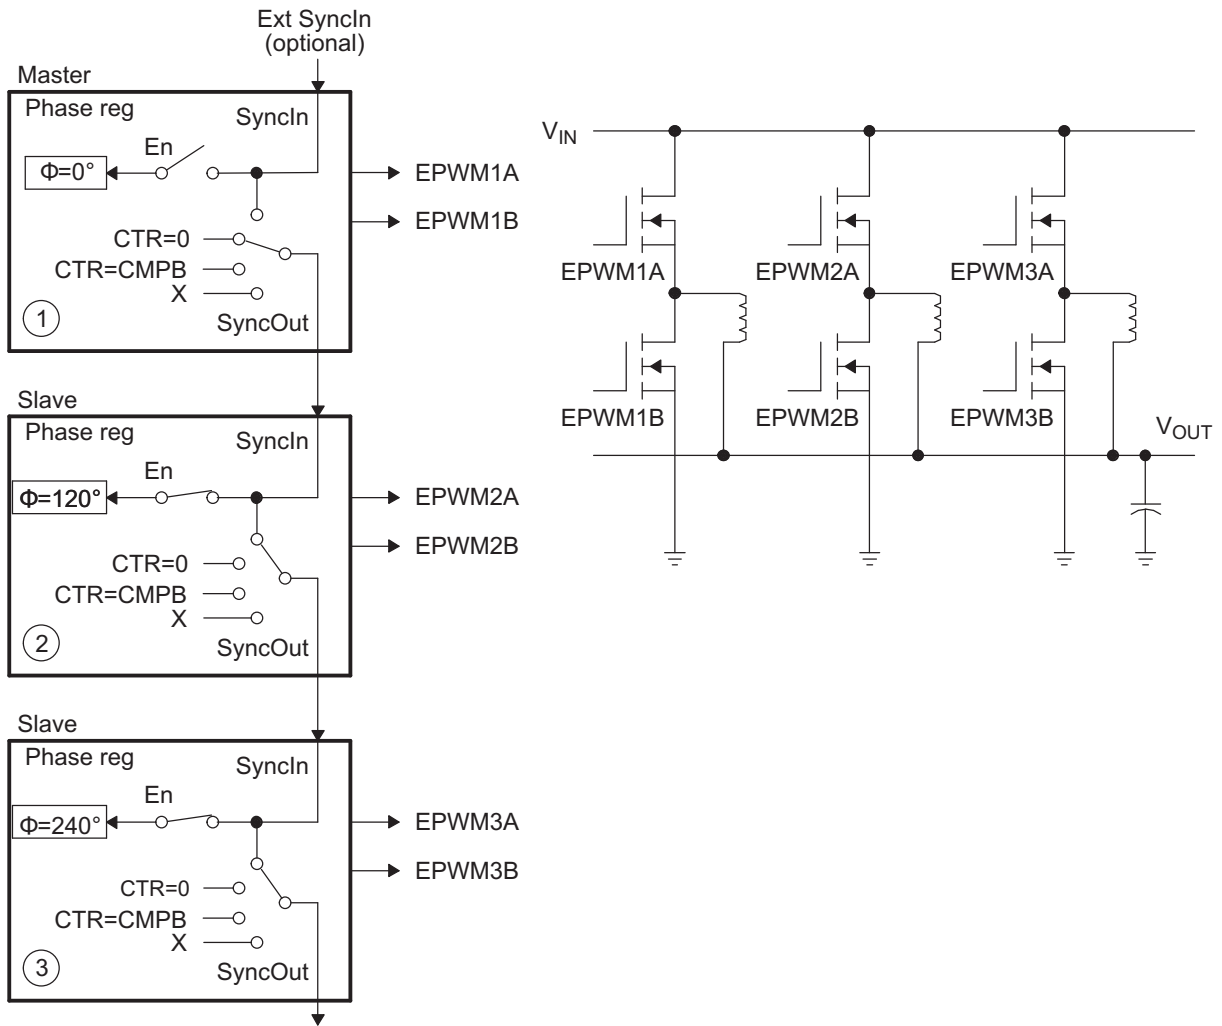 Ext SyncIn
(optional)
Master
Phase reg
SyncIn
En
Φ=0°
EPWM1A
EPWM1B
CTR=0
CTR=CMPB
X
1
SyncOut
Slave
Phase reg
SyncIn
En
Φ=120°
EPWM2A
EPWM2B
CTR=0
CTR=CMPB
X
2
SyncOut
Slave
Phase reg
SyncIn
En
Φ=240°
EPWM3A
EPWM3B
CTR=0
CTR=CMPB
X
3
SyncOut
VIN
EPWM1A
EPWM2A
EPWM3A
EPWM1B
EPWM2B
EPWM3B
VOUT